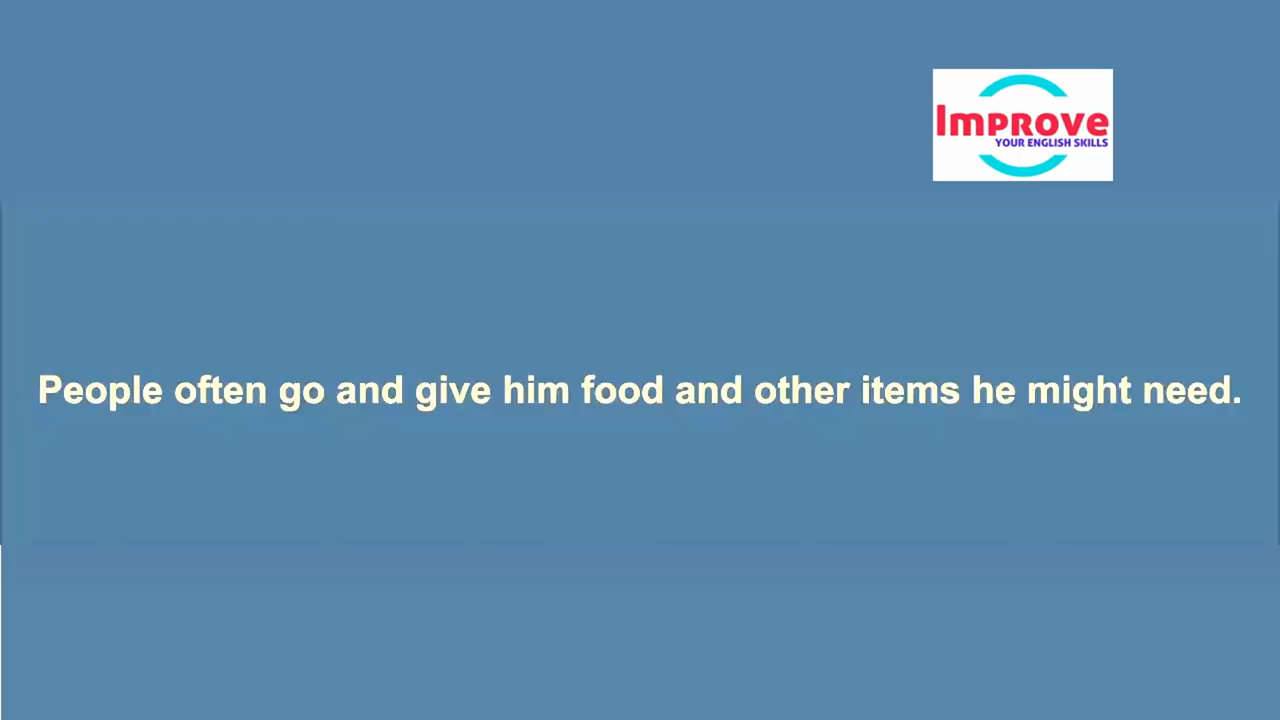 Improve
YOUR ENGLISH SKILLS
People often go and give him food and other items he might need.